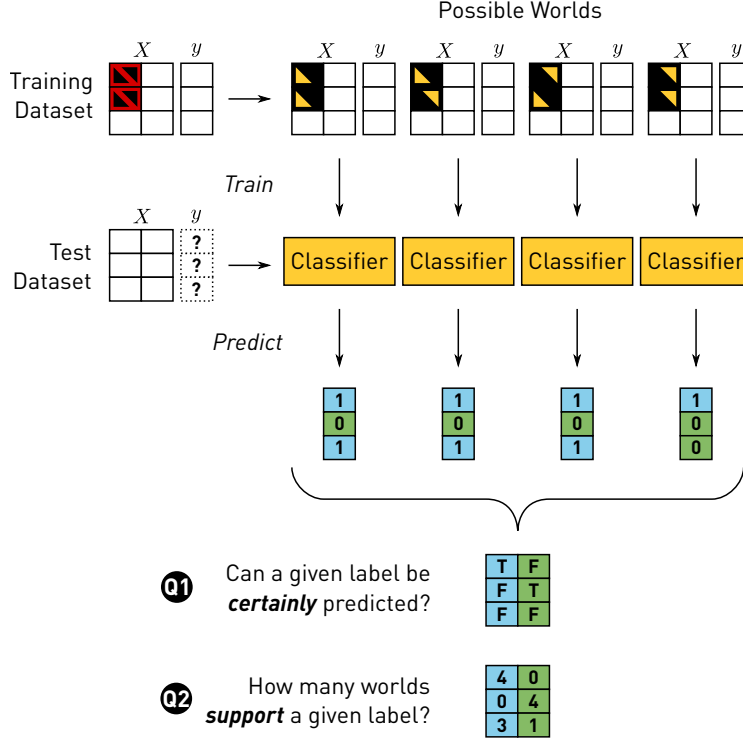 Possible Worlds
X y X y X y X y X y
Training
Dataset
Train
X y
Test
Dataset
?
?
?
Classifier Classifier Classifier Classifier
Predict
1 1 1 1
0 0 0 0
1 1 1 0
Q1 Can a given label be
certainly predicted?
T F
F T
F F
Q2 How many worlds
support a given label?
4 0
0 4
3 1